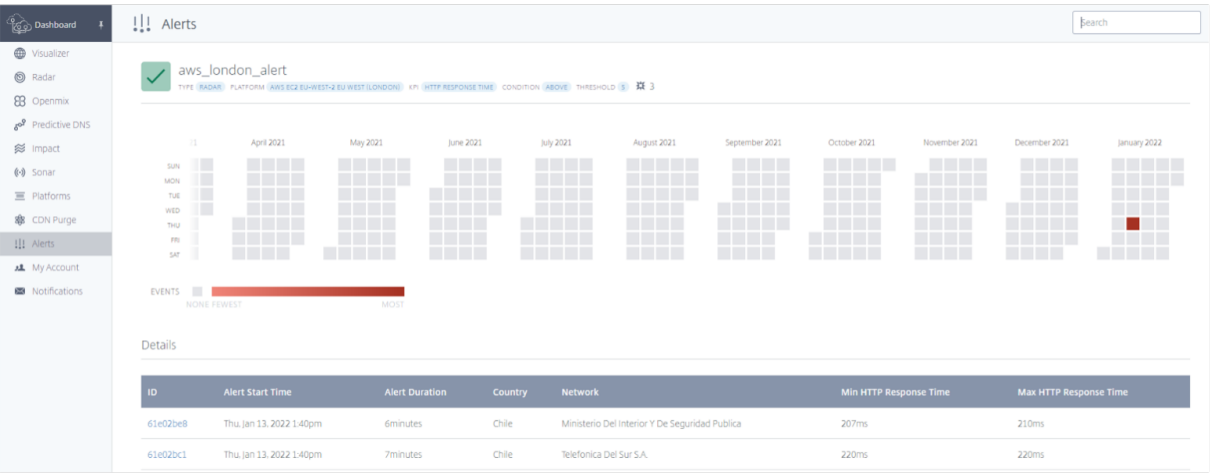 Dashboard
Alerts
Search
Visualizer
Radar
Openmix
Predictive DNS
Impact
Sonar
Platforms
CDN Purge
Alerts
My Account
Notifications
aws_london_alert
TYPE RADAR PLATFORM AWS EC2 EU-WEST-2 EU WEST (LONDON) KPI HTTP RESPONSE TIME CONDITION ABOVE THRESHOLD 5 3
April 2021 May 2021 June 2021 July 2021 August 2021 September 2021 October 2021 November 2021 December 2021 January 2022
SUN
MON
TUE
WED
THU
FRI
SAT
EVENTS
NONE FEWEST MOST
Details
ID Alert Start Time Alert Duration Country Network Min HTTP Response Time Max HTTP Response Time
61e02be8 Thu, Jan 13, 2022 1:40pm 6minutes Chile Ministerio Del Interior Y De Seguridad Publica 207ms 210ms
61e02bc1 Thu, Jan 13, 2022 1:40pm 7minutes Chile Telefonica Del Sur S.A. 220ms 220ms